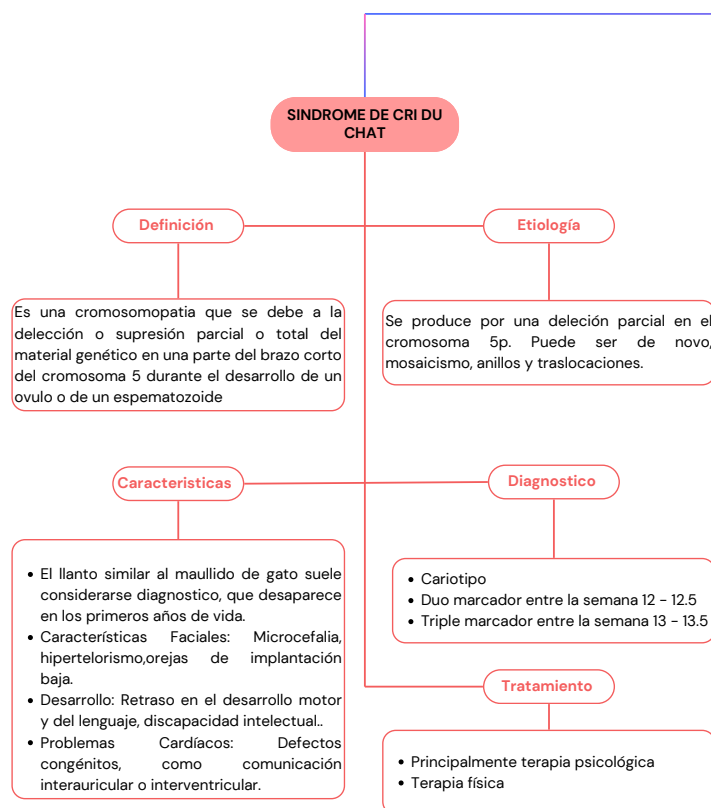 SINDROME DE CRI DU
CHAT
Definición
Es una cromosomopatia que se debe a la
delección o supresión parcial o total del
material genético en una parte del brazo corto
del cromosoma 5 durante el desarrollo de un
ovulo o de un espematozoide
Etiología
Se produce por una deleción parcial en el
cromosoma 5p. Puede ser de novo,
mosaicismo, anillos y traslocaciones.
Caracteristicas
• El llanto similar al maullido de gato suele
considerarse diagnostico, que desaparece
en los primeros años de vida.
• Características Faciales: Microcefalia,
hipertelorismo,orejas de implantación
baja.
• Desarrollo: Retraso en el desarrollo motor
y del lenguaje, discapacidad intelectual..
• Problemas Cardíacos: Defectos
congénitos, como comunicación
interauricular o interventricular.
Diagnostico
• Cariotipo
• Duo marcador entre la semana 12 - 12.5
• Triple marcador entre la semana 13 - 13.5
Tratamiento
• Principalmente terapia psicológica
• Terapia física